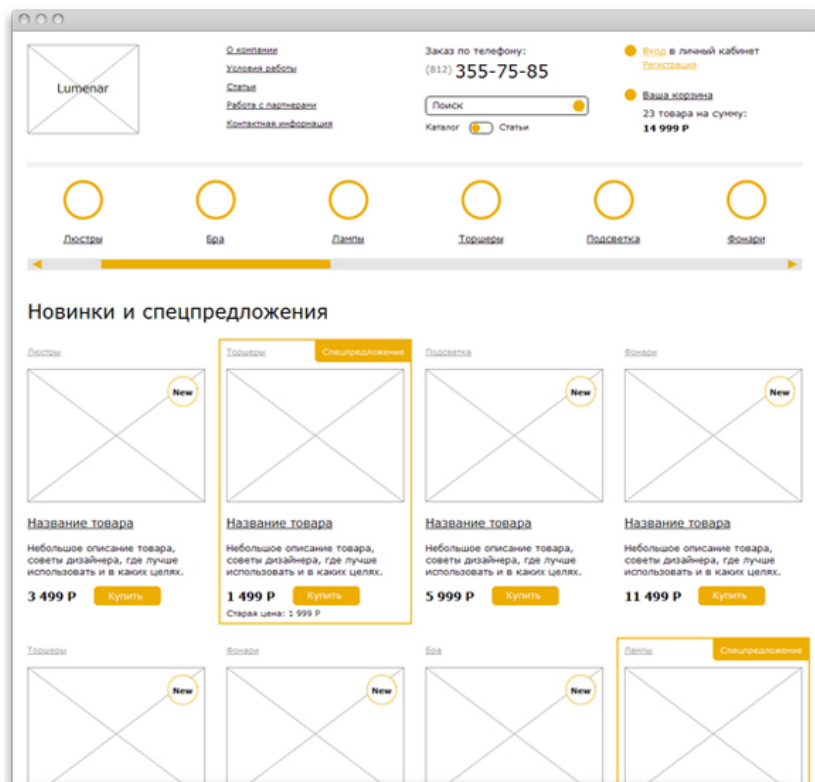 Lumenar
О компании
Условия работы
Статьи
Работа с партнерами
Контактная информация
Заказ по телефону:
(812) 355-75-85
Поиск
Каталог Статьи
Вход в личный кабинет
Регистрация
Ваша корзина
23 товара на сумму:
14 999 Р
Люстры Бра Лампы Торшеры Подсветка Фонари
Новинки и спецпредложения
Люстры
New
Название товара
Небольшое описание товара,
советы дизайнера, где лучше
использовать и в каких целях.
3 499 Р Купить
Торшеры Спецпредложение
Название товара
Небольшое описание товара,
советы дизайнера, где лучше
использовать и в каких целях.
1 499 Р Купить
Старая цена: 1 999 Р
Подсветка
New
Название товара
Небольшое описание товара,
советы дизайнера, где лучше
использовать и в каких целях.
5 999 Р Купить
Фонари
New
Название товара
Небольшое описание товара,
советы дизайнера, где лучше
использовать и в каких целях.
11 499 Р Купить
Торшеры
New
Фонари
New
Бра
New
Лампы Спецпредложение